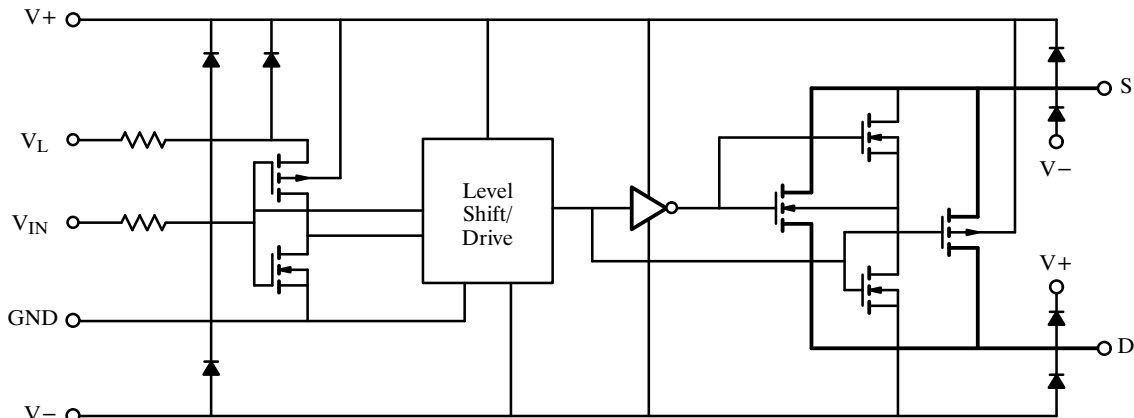 V+
S
V_L
V−
Level
Shift/
Drive
V_IN
V+
GND
D
V−